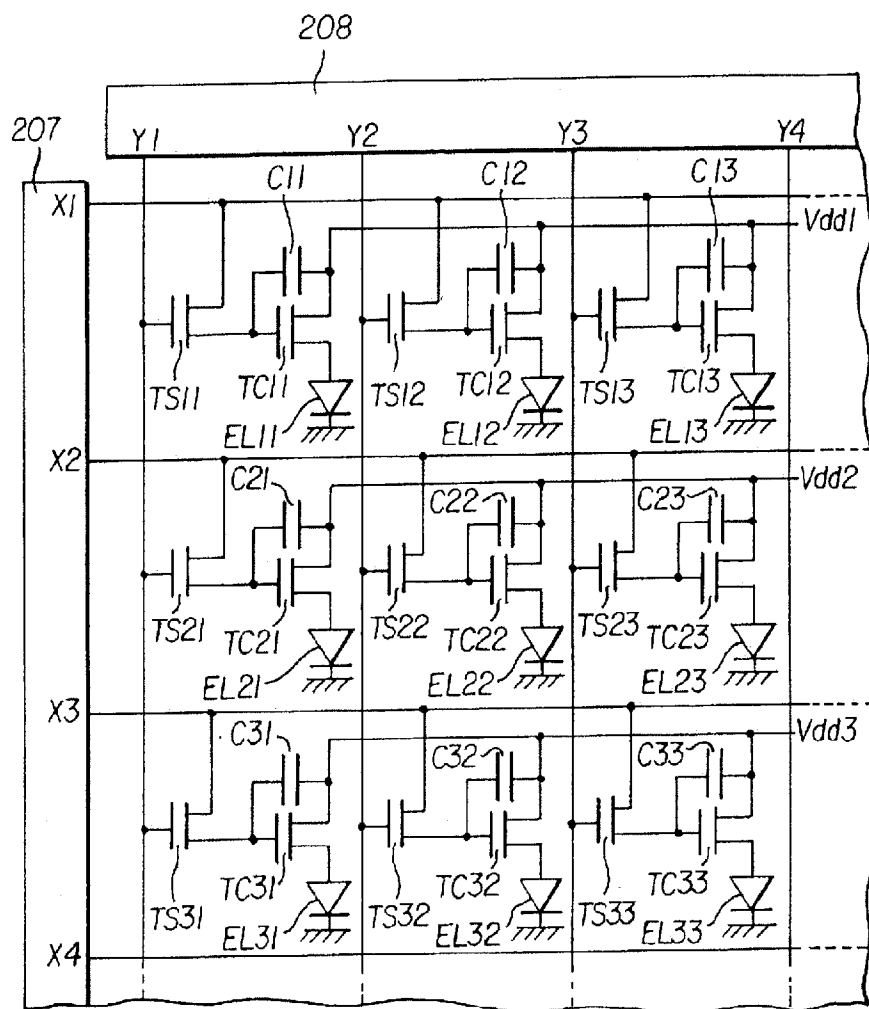 208
207
Y1 Y2 Y3 Y4
C11 C12 C13
X1
Vdd1
TS11 TC11 TS12 TC12 TS13 TC13
EL11 EL12 EL13
X2
C21 C22 C23
Vdd2
TS21 TC21 TS22 TC22 TS23 TC23
EL21 EL22 EL23
X3
C31 C32 C33
Vdd3
TS31 TC31 TS32 TC32 TS33 TC33
EL31 EL32 EL33
X4